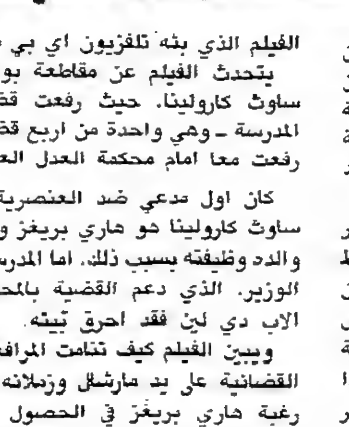 الفيلم الذي بثه تلفزيون اي بي
يتحدث الفيلم عن مقاطعة بو
ساوث كارولينا. حيث رفعت قض
المدرسة ـ وهي واحدة من اربع قض
رفعت معا امام محكمة العدل الع
كان اول مدعي ضد العنصرية
ساوث كارولينا هو هاري بريغز و
والده وظيفته بسبب ذلك. اما المدرس
الوزير. الذي دعم القضية بالمح
الاب دي لين فقد احرق بيته.
ويبين الفيلم كيف تنامت المرافع
القضائية على يد مارشال وزملائه
رغبة هاري بريغز في الحصول